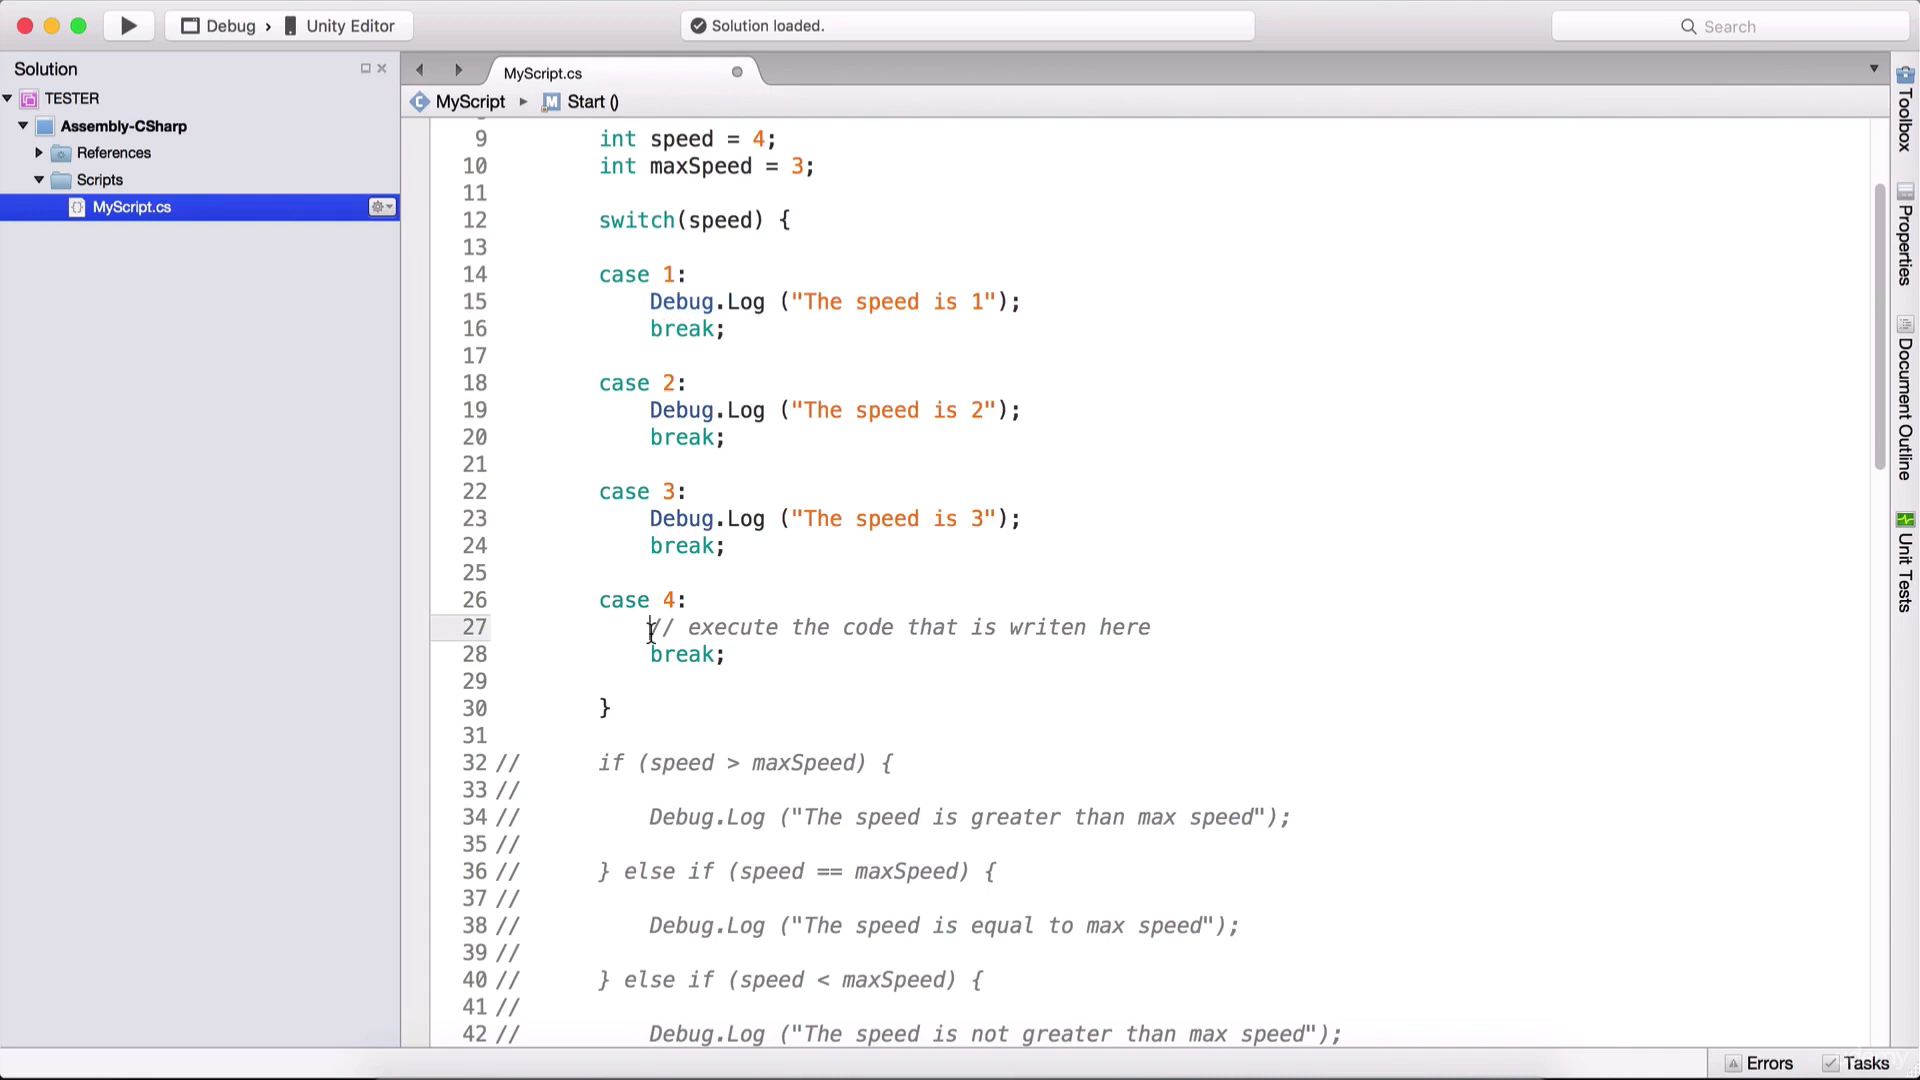 Debug › Unity Editor
Solution loaded.
Search
Solution
TESTER
Assembly-CSharp
References
Scripts
MyScript.cs
MyScript.cs
MyScript ▸ Start ()
9 int speed = 4;
10 int maxSpeed = 3;
11
12 switch(speed) {
13
14 case 1:
15 Debug.Log ("The speed is 1");
16 break;
17
18 case 2:
19 Debug.Log ("The speed is 2");
20 break;
21
22 case 3:
23 Debug.Log ("The speed is 3");
24 break;
25
26 case 4:
27 // execute the code that is writen here
28 break;
29
30 }
31
32 // if (speed > maxSpeed) {
33 //
34 // Debug.Log ("The speed is greater than max speed");
35 //
36 // } else if (speed == maxSpeed) {
37 //
38 // Debug.Log ("The speed is equal to max speed");
39 //
40 // } else if (speed < maxSpeed) {
41 //
42 // Debug.Log ("The speed is not greater than max speed");
Toolbox
Properties
Document Outline
Unit Tests
Errors
Tasks